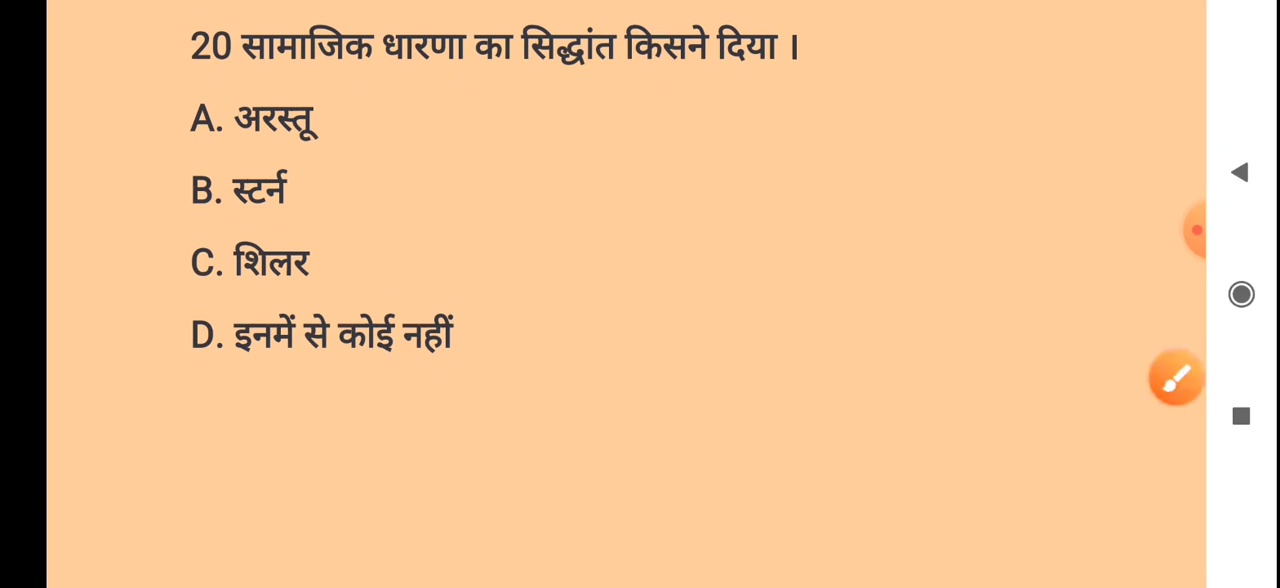 20 सामाजिक धारणा का सिद्धांत किसने दिया ।
A. अरस्तू
B. स्टर्न
C. शिलर
D. इनमें से कोई नहीं